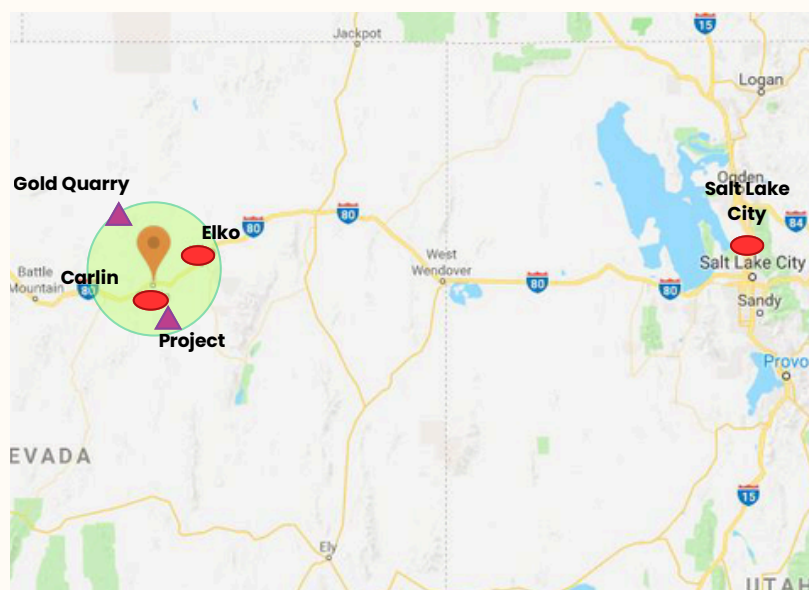 Jackpot
15
Logan
Gold Quarry
Ogden
Salt Lake
City
84
Elko
80
80
West
Wendover
Battle
Mountain
Carlin
80
80
80
Salt Lake City
Sandy
Project
Provo
EVADA
15
Ely
UTAH